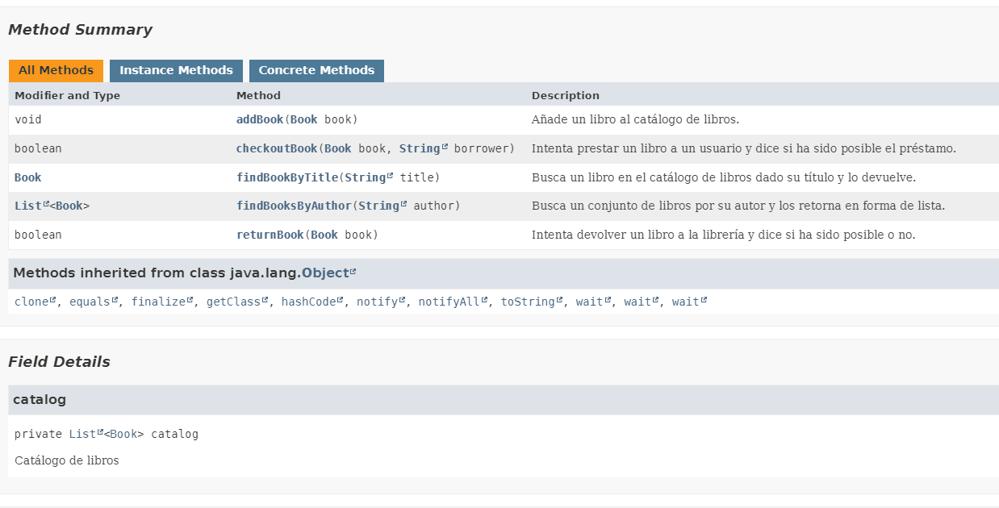 Method Summary
All Methods Instance Methods Concrete Methods
Modifier and Type Method Description
void addBook(Book book) Añade un libro al catálogo de libros.
boolean checkoutBook(Book book, String borrower) Intenta prestar un libro a un usuario y dice si ha sido posible el préstamo.
Book findBookByTitle(String title) Busca un libro en el catálogo de libros dado su título y lo devuelve.
List<Book> findBooksByAuthor(String author) Busca un conjunto de libros por su autor y los retorna en forma de lista.
boolean returnBook(Book book) Intenta devolver un libro a la librería y dice si ha sido posible o no.
Methods inherited from class java.lang.Object
clone, equals, finalize, getClass, hashCode, notify, notifyAll, toString, wait, wait, wait
Field Details
catalog
private List<Book> catalog
Catálogo de libros